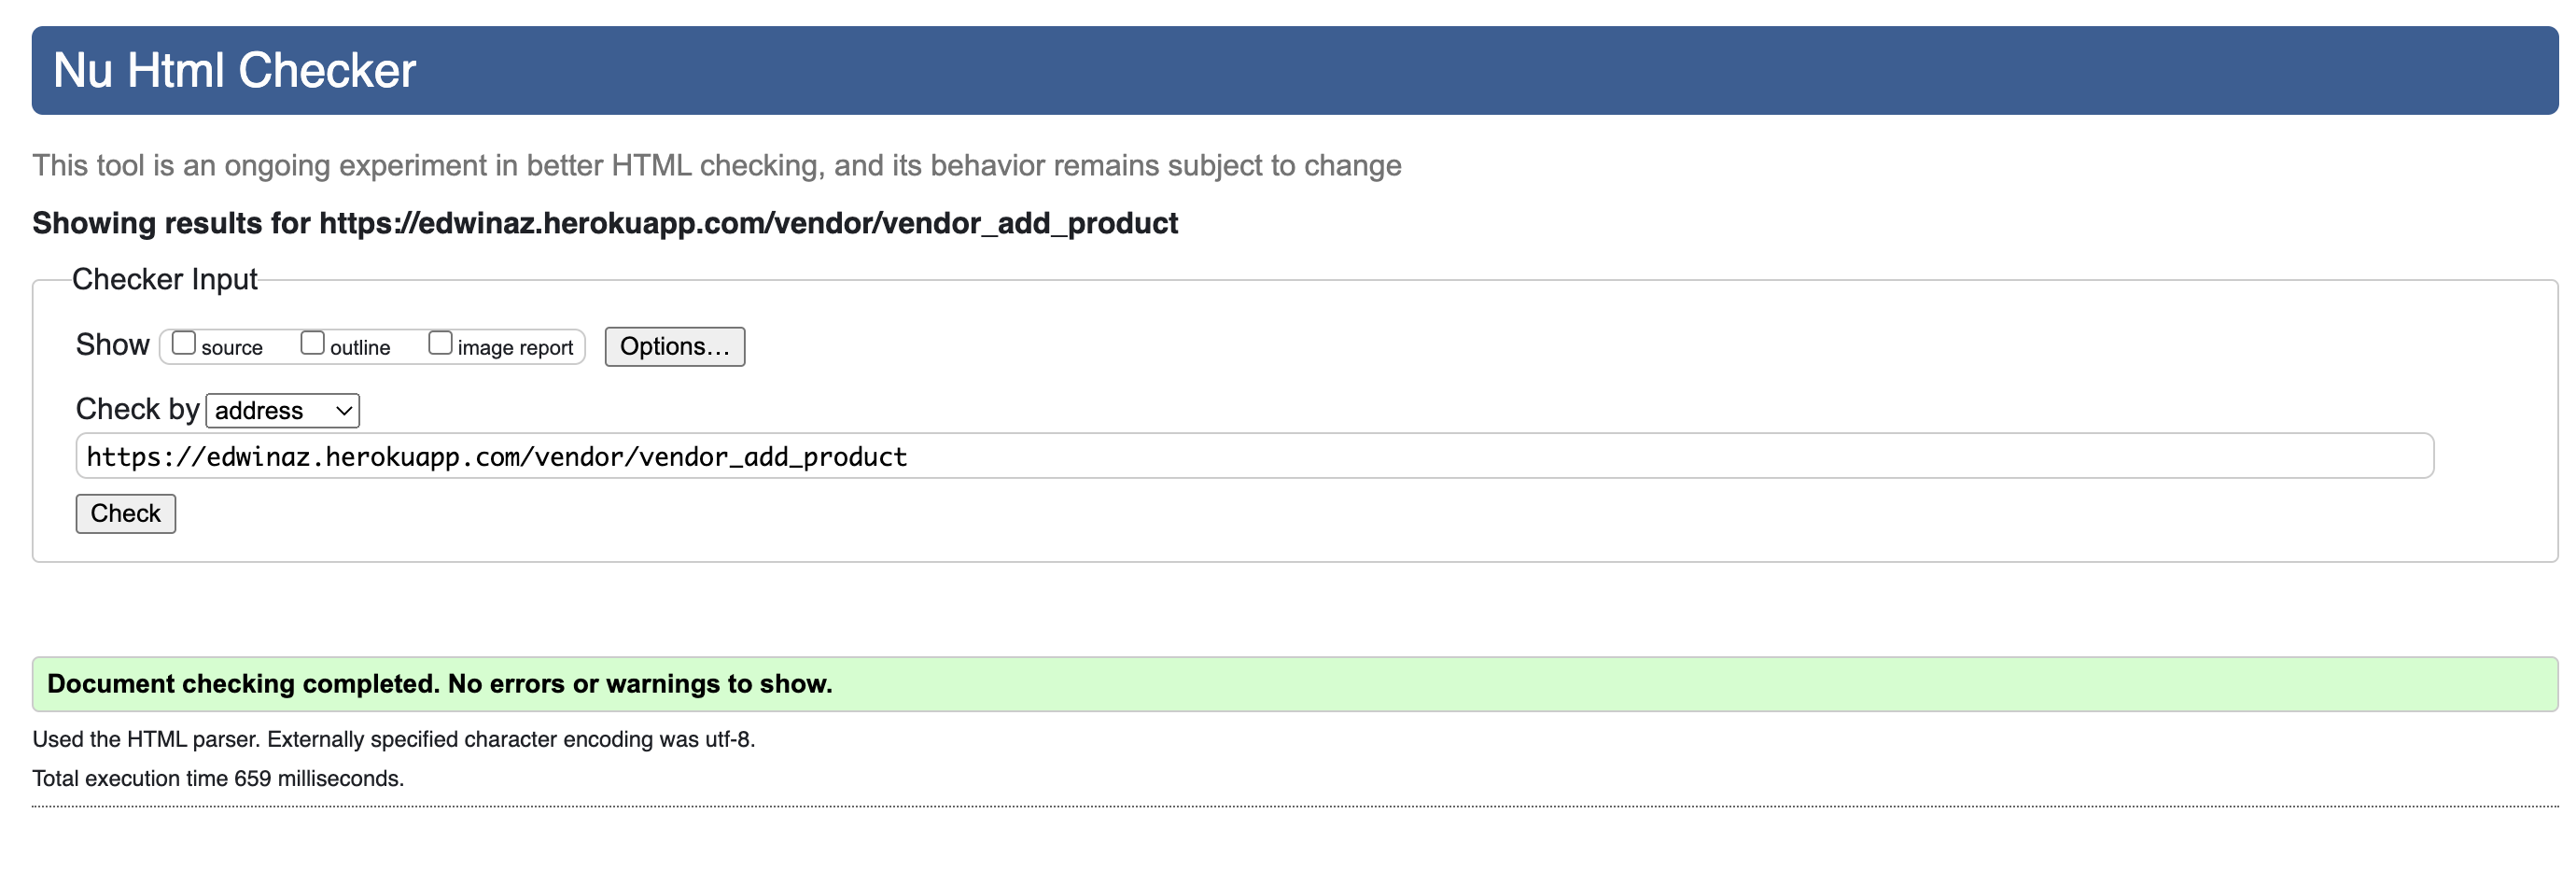 Nu Html Checker
This tool is an ongoing experiment in better HTML checking, and its behavior remains subject to change
Showing results for https://edwinaz.herokuapp.com/vendor/vendor_add_product
Checker Input
Show source outline image report Options...
Check by address
https://edwinaz.herokuapp.com/vendor/vendor_add_product
Check
Document checking completed. No errors or warnings to show.
Used the HTML parser. Externally specified character encoding was utf-8.
Total execution time 659 milliseconds.